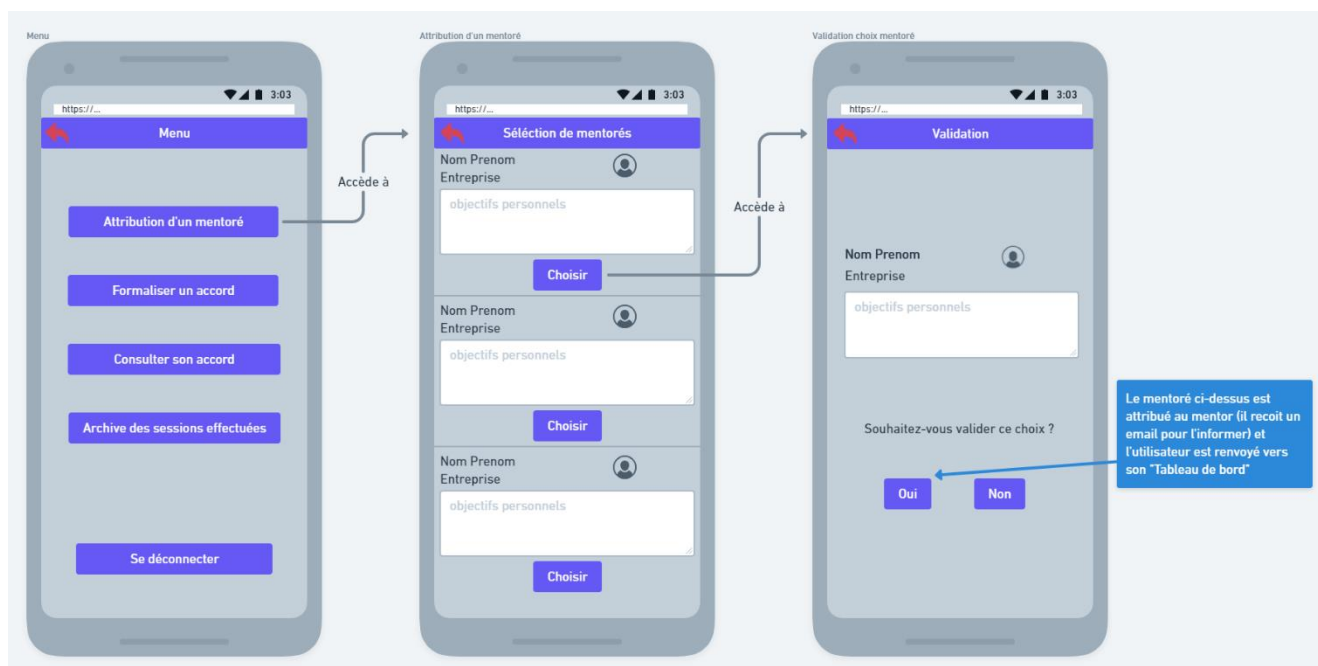 Menu
3:03
https://...
Menu
Attribution d'un mentoré
Formaliser un accord
Consulter son accord
Archive des sessions effectuées
Se déconnecter
Accède à
Attribution d'un mentoré
3:03
https://...
Séléction de mentorés
Nom Prenom
Entreprise
objectifs personnels
Choisir
Nom Prenom
Entreprise
objectifs personnels
Choisir
Nom Prenom
Entreprise
objectifs personnels
Choisir
Accède à
Validation choix mentoré
3:03
https://...
Validation
Nom Prenom
Entreprise
objectifs personnels
Souhaitez-vous valider ce choix ?
Oui
Non
Le mentoré ci-dessus est
attribué au mentor (il recoit un
email pour l'informer) et
l'utilisateur est renvoyé vers
son "Tableau de bord"